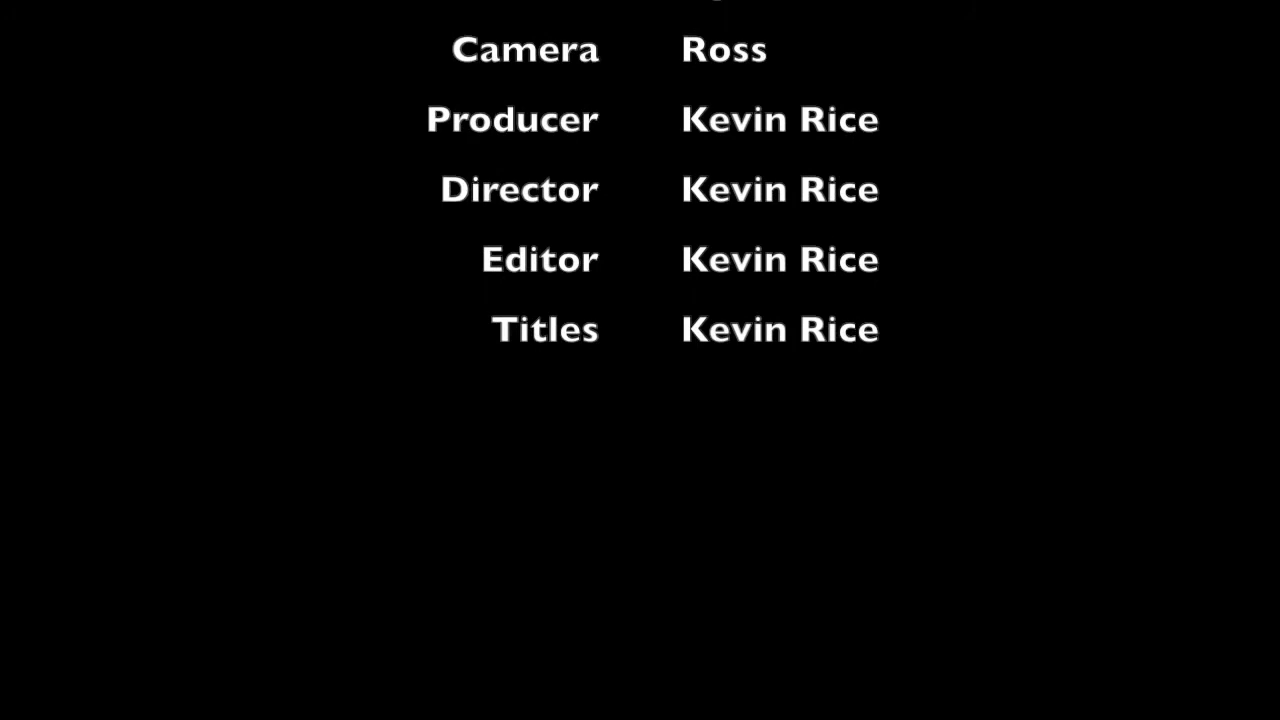 Camera Ross
Producer Kevin Rice
Director Kevin Rice
Editor Kevin Rice
Titles Kevin Rice